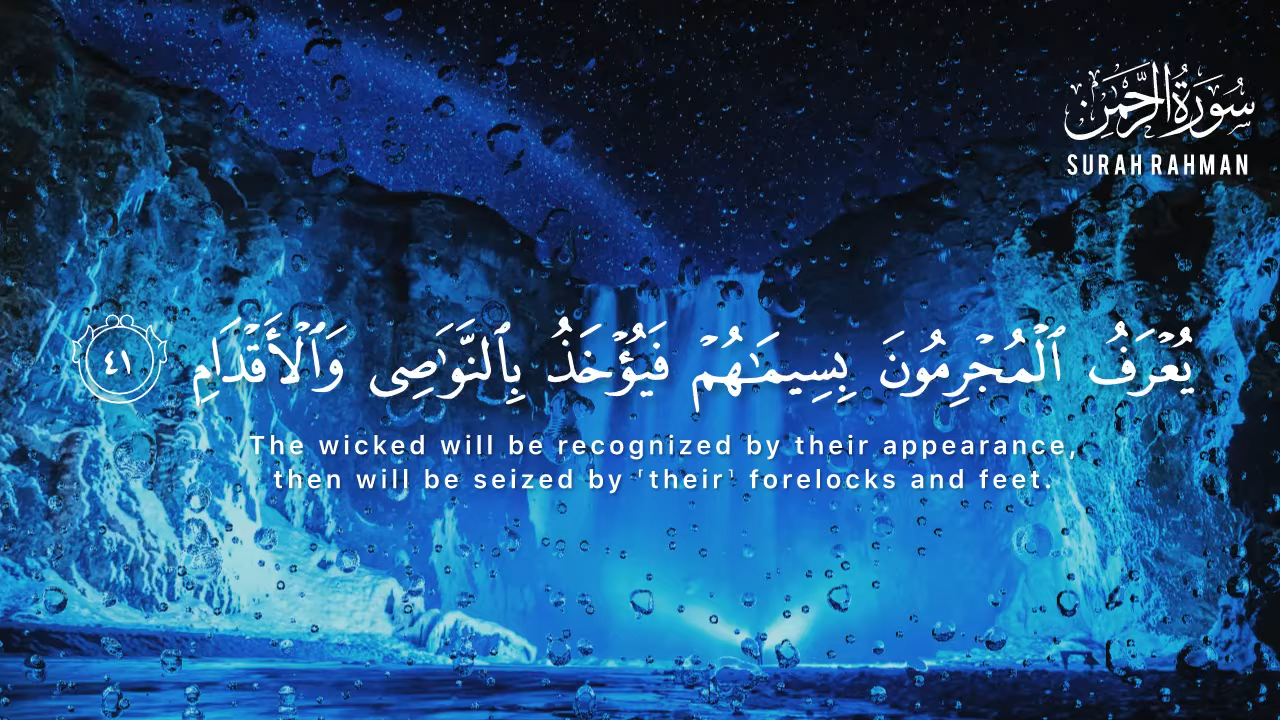 سُورَةُ الرَّحْمٰن
SURAH RAHMAN
يُعۡرَفُ ٱلۡمُجۡرِمُونَ بِسِيمَـٰهُمۡ فَيُؤۡخَذُ بِٱلنَّوَٰصِى وَٱلۡأَقۡدَامِ ٤١
The wicked will be recognized by their appearance,
then will be seized by ˹their˺ forelocks and feet.